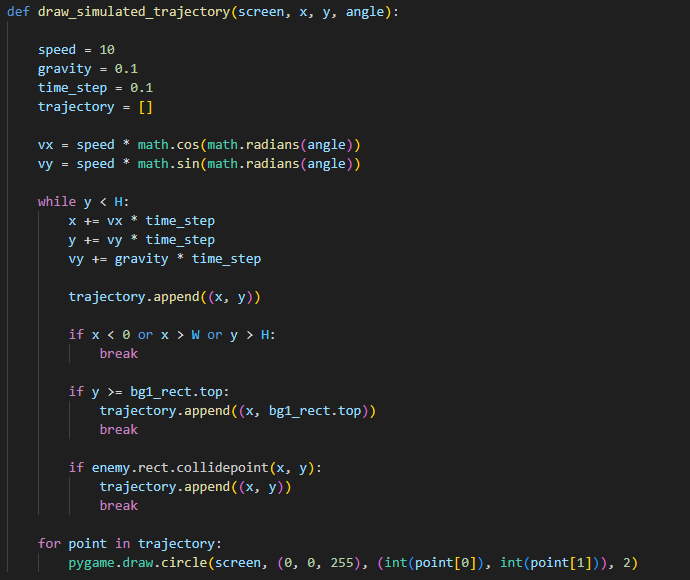 def draw_simulated_trajectory(screen, x, y, angle):
speed = 10
gravity = 0.1
time_step = 0.1
trajectory = []
vx = speed * math.cos(math.radians(angle))
vy = speed * math.sin(math.radians(angle))
while y < H:
x += vx * time_step
y += vy * time_step
vy += gravity * time_step
trajectory.append((x, y))
if x < 0 or x > W or y > H:
break
if y >= bg1_rect.top:
trajectory.append((x, bg1_rect.top))
break
if enemy.rect.collidepoint(x, y):
trajectory.append((x, y))
break
for point in trajectory:
pygame.draw.circle(screen, (0, 0, 255), (int(point[0]), int(point[1])), 2)